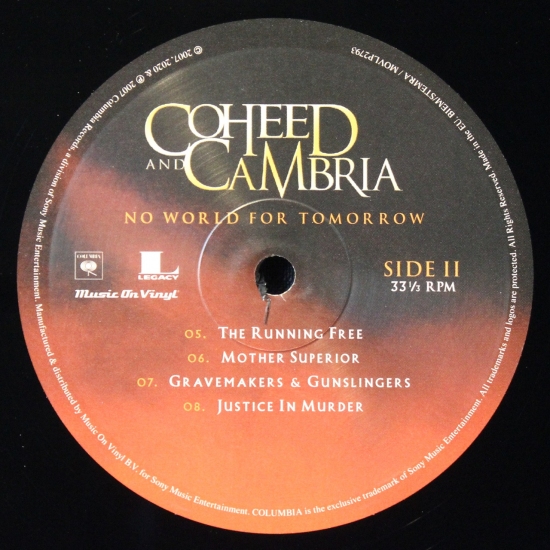 COHEED
AND CAMBRIA
NO WORLD FOR TOMORROW
COLUMBIA
L
LEGACY
Music On Vinyl
SIDE II
33 1/3 RPM
05. THE RUNNING FREE
06. MOTHER SUPERIOR
07. GRAVEMAKERS & GUNSLINGERS
08. JUSTICE IN MURDER
© 2007, 2020 & ℗ 2007 Columbia Records, a division of Sony Music Entertainment. Manufactured & distributed by Music On Vinyl B.V. for Sony Music Entertainment. COLUMBIA is the exclusive trademark of Sony Music Entertainment. All trademarks and logos are protected. All Rights Reserved. Made in the EU. BIEM/STEMRA / MOVLP2793